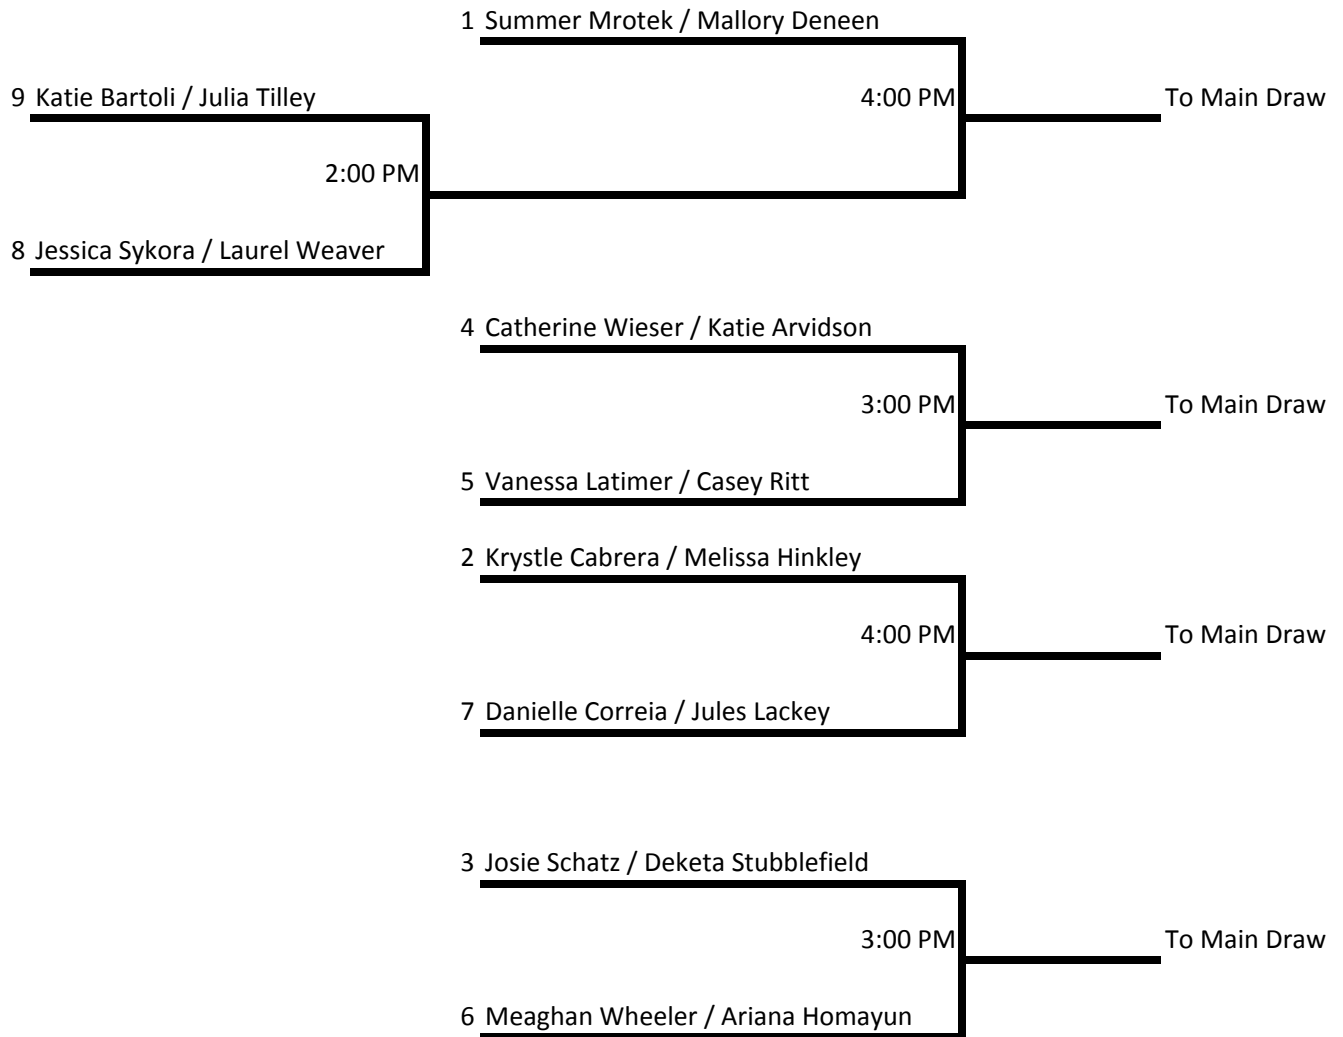 1 Summer Mrotek / Mallory Deneen
9 Katie Bartoli / Julia Tilley
4:00 PM
To Main Draw
2:00 PM
8 Jessica Sykora / Laurel Weaver
4 Catherine Wieser / Katie Arvidson
3:00 PM
To Main Draw
5 Vanessa Latimer / Casey Ritt
2 Krystle Cabrera / Melissa Hinkley
4:00 PM
To Main Draw
7 Danielle Correia / Jules Lackey
3 Josie Schatz / Deketa Stubblefield
3:00 PM
To Main Draw
6 Meaghan Wheeler / Ariana Homayun